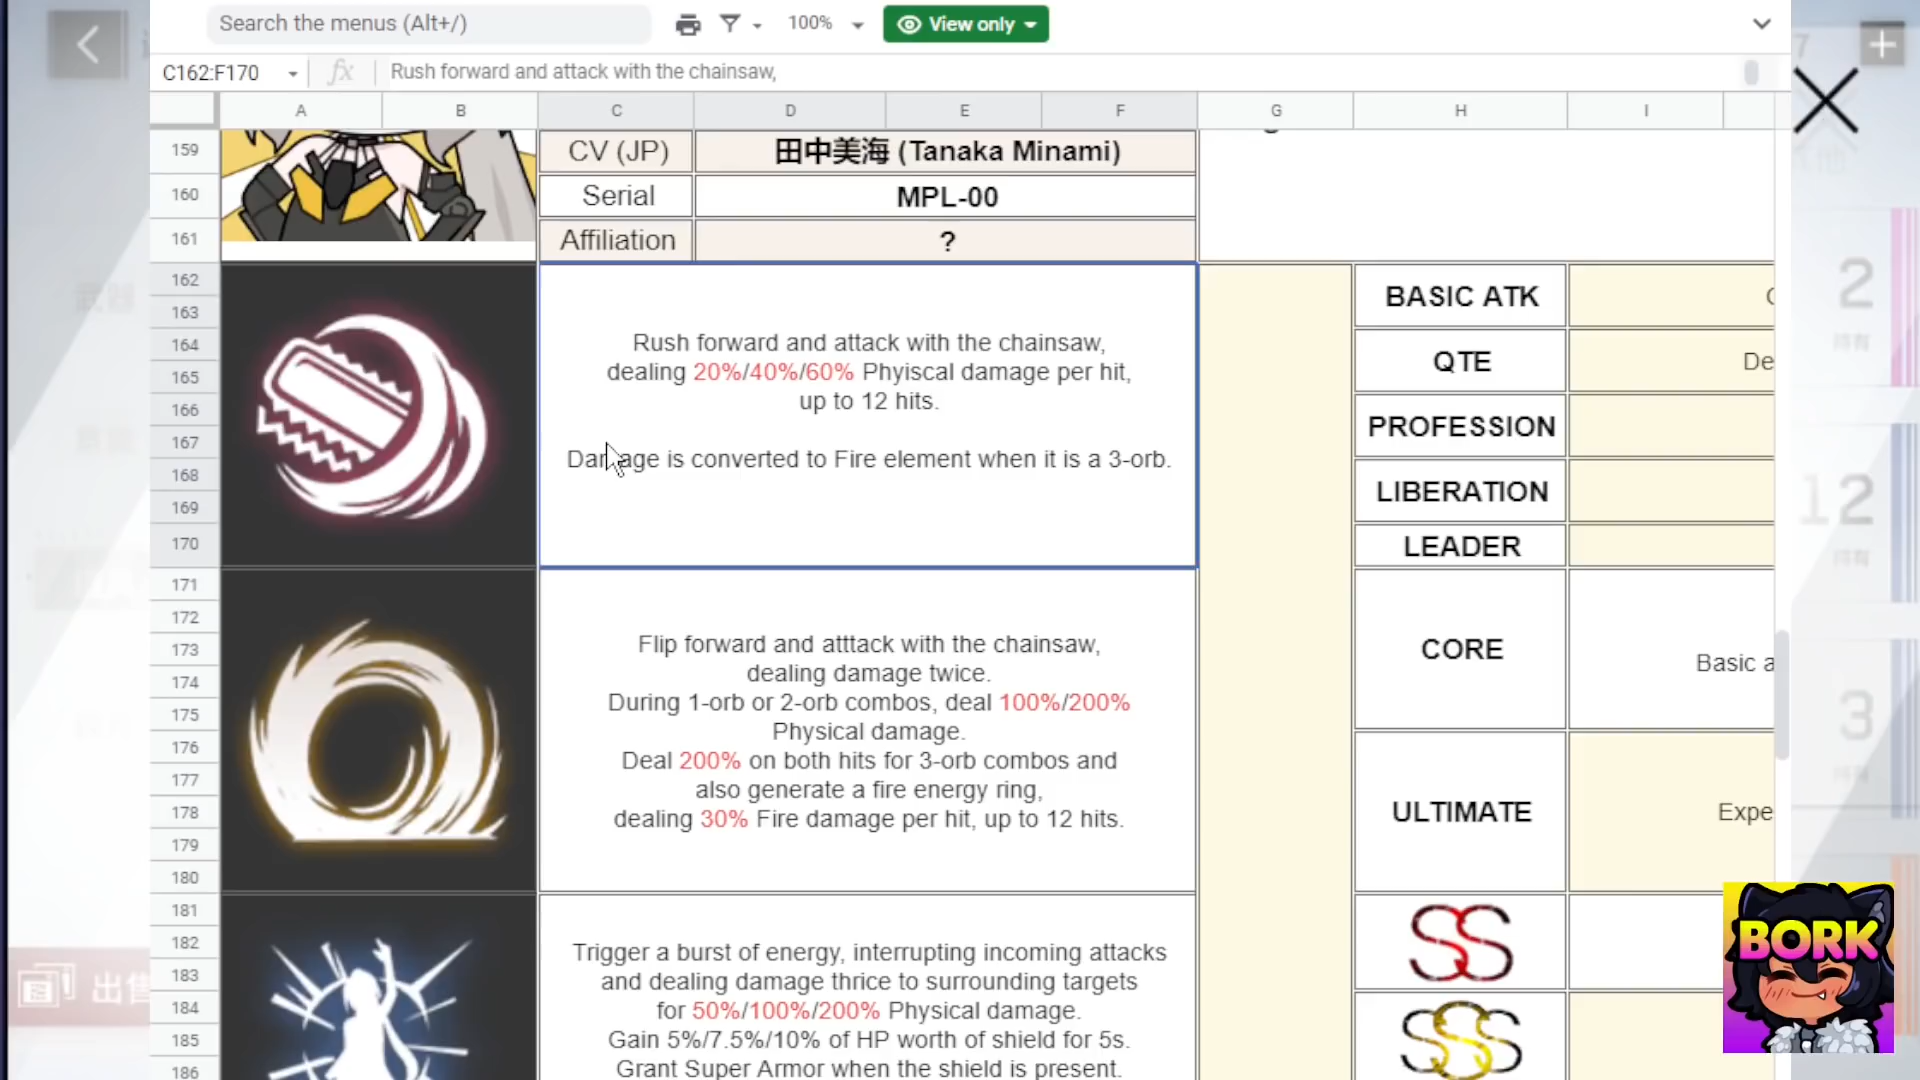 Search the menus (Alt+/)
100%
View only
C162:F170
fx
Rush forward and attack with the chainsaw,
A B C D E F G H I
159
160
161
162
163
164
165
166
167
168
169
170
171
172
173
174
175
176
177
178
179
180
181
182
183
184
185
186
CV (JP)
田中美海 (Tanaka Minami)
Serial
MPL-00
Affiliation
?
Rush forward and attack with the chainsaw,
dealing 20%/40%/60% Phyiscal damage per hit,
up to 12 hits.
Damage is converted to Fire element when it is a 3-orb.
Flip forward and atttack with the chainsaw,
dealing damage twice.
During 1-orb or 2-orb combos, deal 100%/200%
Physical damage.
Deal 200% on both hits for 3-orb combos and
also generate a fire energy ring,
dealing 30% Fire damage per hit, up to 12 hits.
Trigger a burst of energy, interrupting incoming attacks
and dealing damage thrice to surrounding targets
for 50%/100%/200% Physical damage.
Gain 5%/7.5%/10% of HP worth of shield for 5s.
Grant Super Armor when the shield is present.
BASIC ATK
QTE
De
PROFESSION
LIBERATION
LEADER
CORE
Basic a
ULTIMATE
Expe
SS
SSS
7
2
持有
12
持有
3
持有
出售
BORK